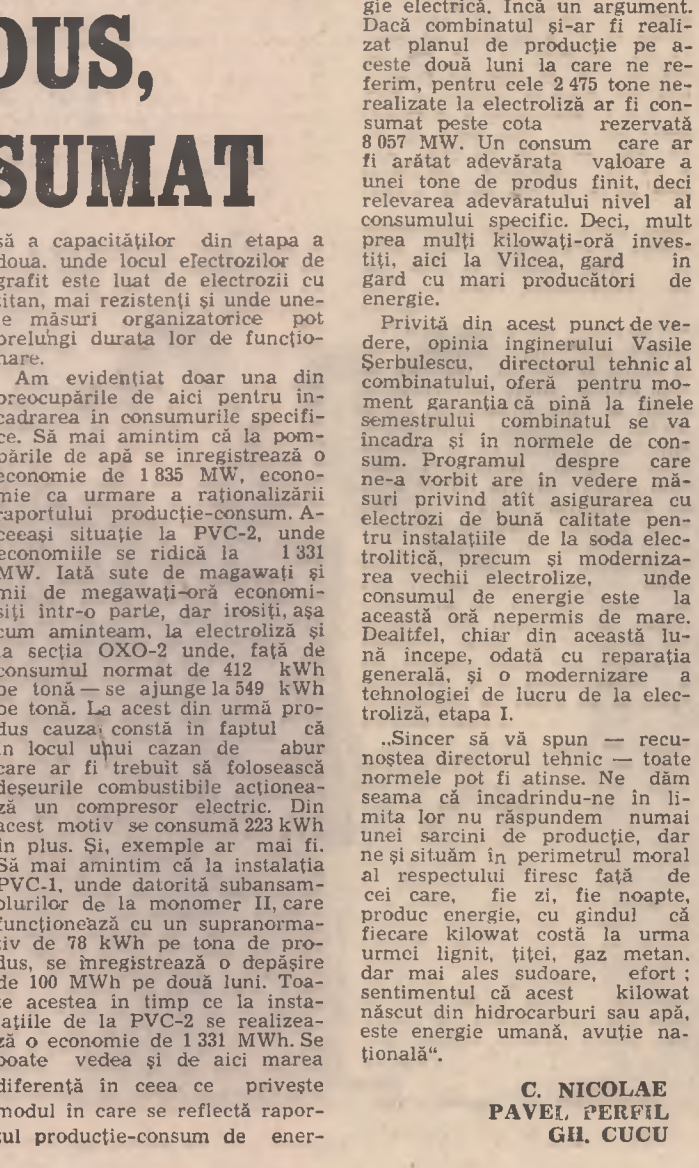 DUS,
SUMAT
să a capacităților din etapa a
doua. unde locul electrozilor de
grafit este luat de electrozii cu
titan, mai rezistenți și unde une-
le măsuri organizatorice pot
prelungi durata lor de funcțio-
nare.
Am evidențiat doar una din
preocupările de aici pentru în-
cadrarea in consumurile specifi-
ce. Să mai amintim că la pom-
pările de apă se inregistrează o
economie de 1 835 MW, econo-
mie ca urmare a raționalizării
raportului producție-consum. A-
ceeași situație la PVC-2, unde
economiile se ridică la 1 331
MW. Iată sute de magawați și
mii de megawați-oră economi-
siți într-o parte, dar irosiți, așa
cum aminteam, la electroliză și
la secția OXO-2 unde. față de
consumul normat de 412 kWh
pe tonă — se ajunge la 549 kWh
pe tonă. La acest din urmă pro-
dus cauza constă în faptul că
în locul unui cazan de abur
care ar fi trebuit să folosească
deșeurile combustibile acționea-
ză un compresor electric. Din
acest motiv se consumă 223 kWh
în plus. Și, exemple ar mai fi.
Să mai amintim că la instalația
PVC-1, unde datorită subansam-
blurilor de la monomer II, care
funcționează cu un supranorma-
tiv de 78 kWh pe tona de pro-
dus, se înregistrează o depășire
de 100 MWh pe două luni. Toa-
te acestea in timp ce la insta-
lațiile de la PVC-2 se realizea-
ză o economie de 1 331 MWh. Se
poate vedea și de aici marea
diferență în ceea ce privește
modul în care se reflectă rapor-
tul producție-consum de ener-
gie electrică. Incă un argument.
Dacă combinatul și-ar fi reali-
zat planul de producție pe a-
ceste două luni la care ne re-
ferim, pentru cele 2 475 tone ne-
realizate la electroliză ar fi con-
sumat peste cota rezervată
8 057 MW. Un consum care ar
fi arătat adevărata valoare a
unei tone de produs finit, deci
relevarea adevăratului nivel al
consumului specific. Deci, mult
prea mulți kilowați-oră inves-
tiți, aici la Vilcea, gard în
gard cu mari producători de
energie.
Privită din acest punct de ve-
dere, opinia inginerului Vasile
Șerbulescu, directorul tehnic al
combinatului, oferă pentru mo-
ment garanția că pină la finele
semestrului combinatul se va
încadra și în normele de con-
sum. Programul despre care
ne-a vorbit are în vedere mă-
suri privind atît asigurarea cu
electrozi de bună calitate pen-
tru instalațiile de la soda elec-
trolitică, precum și moderniza-
rea vechii electrolize, unde
consumul de energie este la
această oră nepermis de mare.
Dealtfel, chiar din această lu-
nă începe, odată cu reparația
generală, și o modernizare a
tehnologiei de lucru de la elec-
troliză, etapa I.
„Sincer să vă spun — recu-
noștea directorul tehnic — toate
normele pot fi atinse. Ne dăm
seama că încadrindu-ne în li-
mita lor nu răspundem numai
unei sarcini de producție, dar
ne și situăm în perimetrul moral
al respectului firesc față de
cei care, fie zi, fie noapte,
produc energie, cu gindul că
fiecare kilowat costă la urma
urmei lignit, țiței, gaz metan.
dar mai ales sudoare, efort ;
sentimentul că acest kilowat
născut din hidrocarburi sau apă,
este energie umană, avuție na-
țională“.
C. NICOLAE
PAVEL PERFIL
GH. CUCU